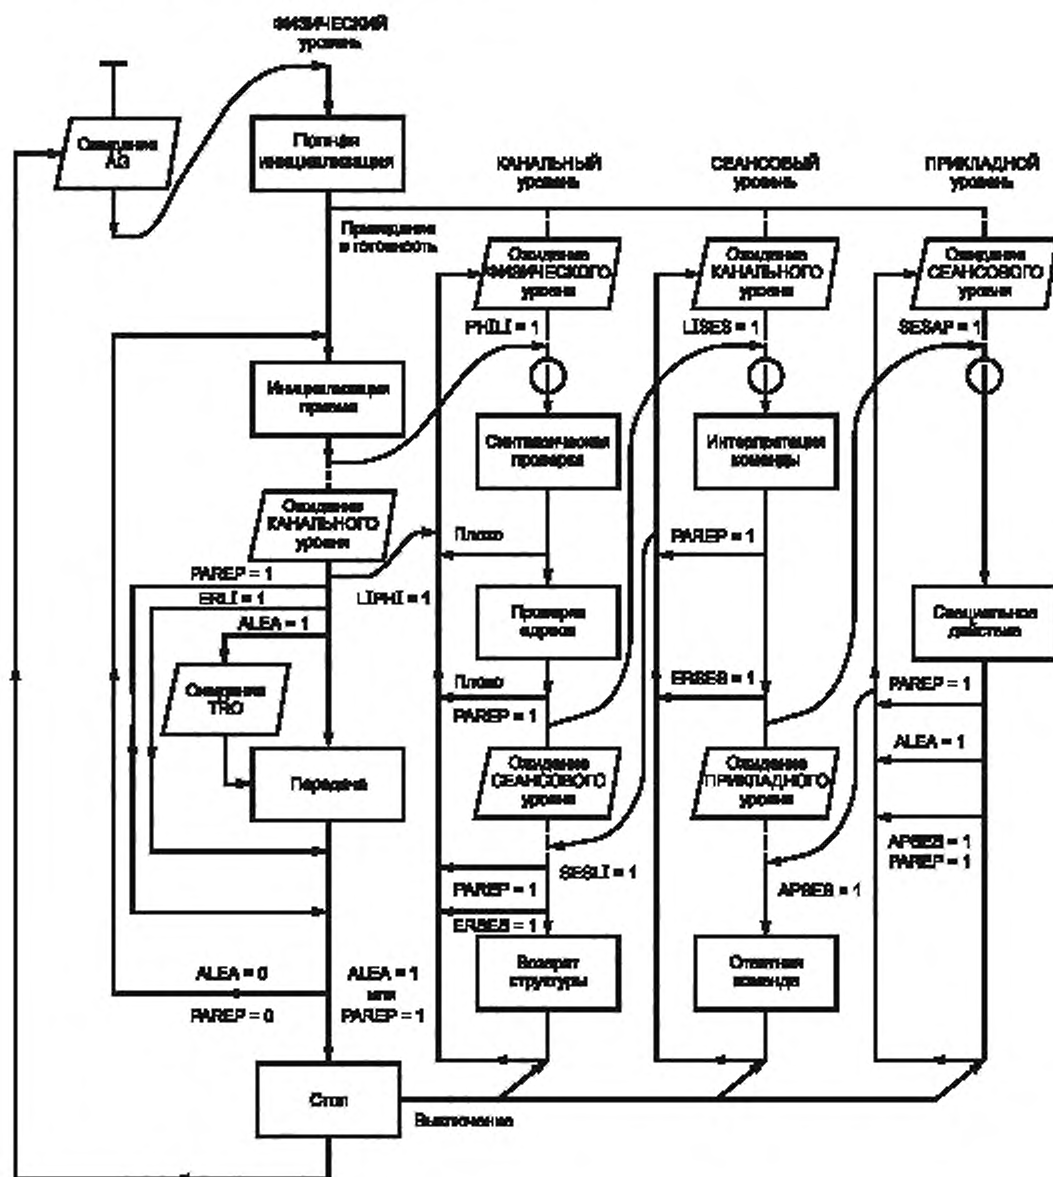 ФИЗИЧЕСКИЙ
уровень
Ожидание
AG
Полная
инициализация
КАНАЛЬНЫЙ
уровень
СЕАНСОВЫЙ
уровень
ПРИКЛАДНОЙ
уровень
Приведение
в готовность
Ожидание
ФИЗИЧЕСКОГО
уровня
Ожидание
КАНАЛЬНОГО
уровня
Ожидание
СЕАНСОВОГО
уровня
PHILI = 1
LISES = 1
SESAP = 1
Инициализация
приема
Синтаксическая
проверка
Интерпретация
команды
Ожидание
КАНАЛЬНОГО
уровня
Плохо
PAREP = 1
PAREP = 1
LIPHI = 1
ERLI = 1
ALEA = 1
Проверка
адреса
Специальное
действие
Ожидание
TRO
Плохо
PAREP = 1
ERSES = 1
PAREP = 1
ALEA = 1
Передача
Ожидание
СЕАНСОВОГО
уровня
Ожидание
ПРИКЛАДНОГО
уровня
APSES = 1
PAREP = 1
SESLI = 1
PAREP = 1
ERSES = 1
APSES = 1
Возврат
структуры
Ответная
команда
ALEA = 0
PAREP = 0
ALEA = 1
или
PAREP = 1
Стоп
Выключение